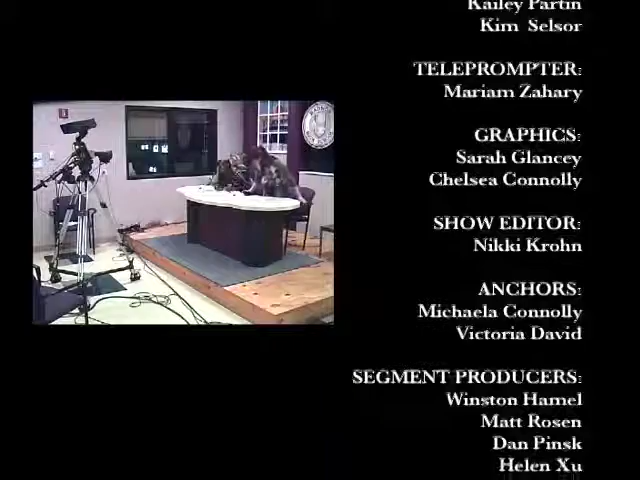 Kailey Partin
Kim Selsor
TELEPROMPTER:
Mariam Zahary
GRAPHICS:
Sarah Glancey
Chelsea Connolly
SHOW EDITOR:
Nikki Krohn
ANCHORS:
Michaela Connolly
Victoria David
SEGMENT PRODUCERS:
Winston Hamel
Matt Rosen
Dan Pinsk
Helen Xu